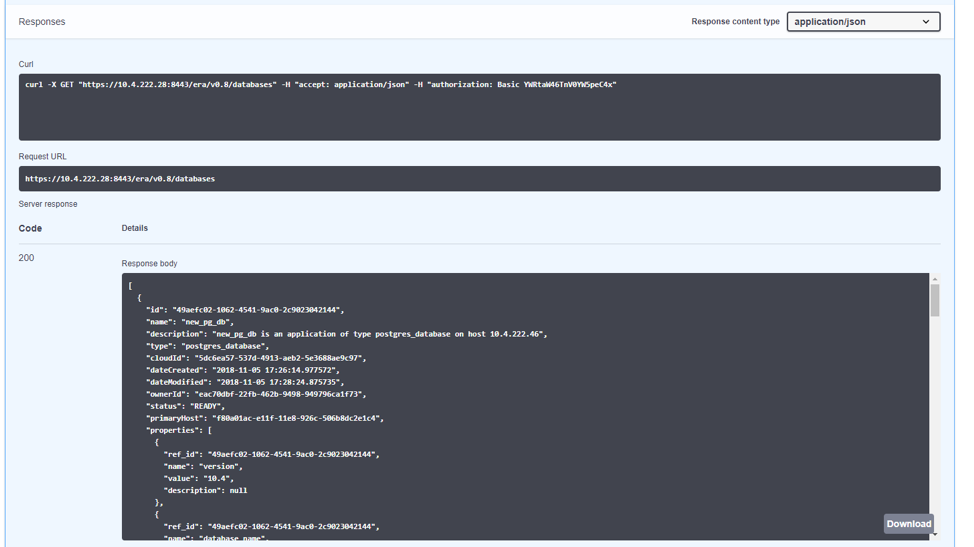 Responses
Response content type
application/json
Curl
curl -X GET "https://10.4.222.28:8443/era/v0.8/databases" -H "accept: application/json" -H "authorization: Basic YWRtaW46TnV0YW5peC4x"
Request URL
https://10.4.222.28:8443/era/v0.8/databases
Server response
Code Details
200
Response body
[
{
"id": "49aefc02-1062-4541-9ac0-2c9023042144",
"name": "new_pg_db",
"description": "new_pg_db is an application of type postgres_database on host 10.4.222.46",
"type": "postgres_database",
"cloudId": "5dc6ea57-537d-4913-aeb2-5e3688ae9c97",
"dateCreated": "2018-11-05 17:26:14.977572",
"dateModified": "2018-11-05 17:28:24.875735",
"ownerId": "eac70dbf-22fb-462b-9498-949796ca1f73",
"status": "READY",
"primaryHost": "f80a01ac-e11f-11e8-926c-506b8dc2e1c4",
"properties": [
{
"ref_id": "49aefc02-1062-4541-9ac0-2c9023042144",
"name": "version",
"value": "10.4",
"description": null
},
{
"ref_id": "49aefc02-1062-4541-9ac0-2c9023042144",
"name": "database_name",
Download